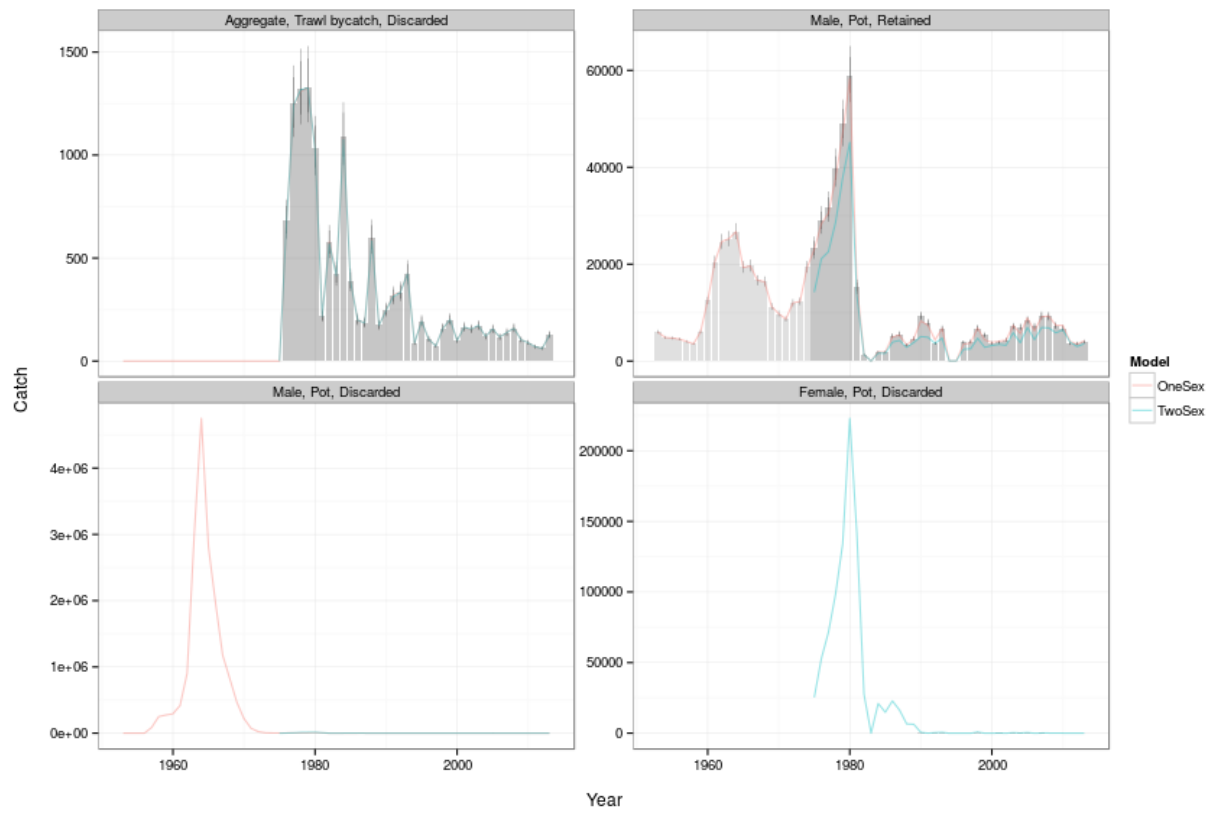 Aggregate, Trawl bycatch, Discarded
Male, Pot, Retained
1500
1000
500
0
60000
40000
20000
0
Catch
Male, Pot, Discarded
Female, Pot, Discarded
4e+06
3e+06
2e+06
1e+06
0e+00
200000
150000
100000
50000
0
1960 1980 2000
1960 1980 2000
Year
Model
OneSex
TwoSex